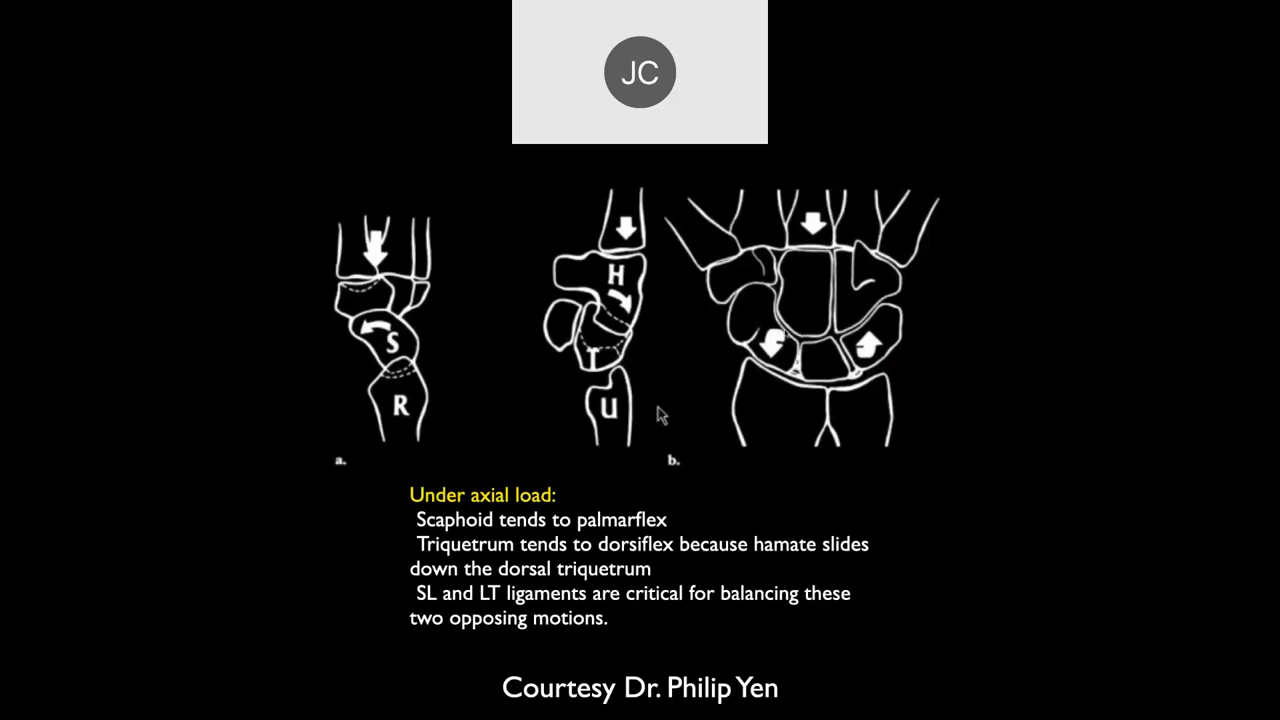 JC
H
S
T
R
U
a.
b.
Under axial load:
Scaphoid tends to palmarflex
Triquetrum tends to dorsiflex because hamate slides
down the dorsal triquetrum
SL and LT ligaments are critical for balancing these
two opposing motions.
Courtesy Dr. Philip Yen